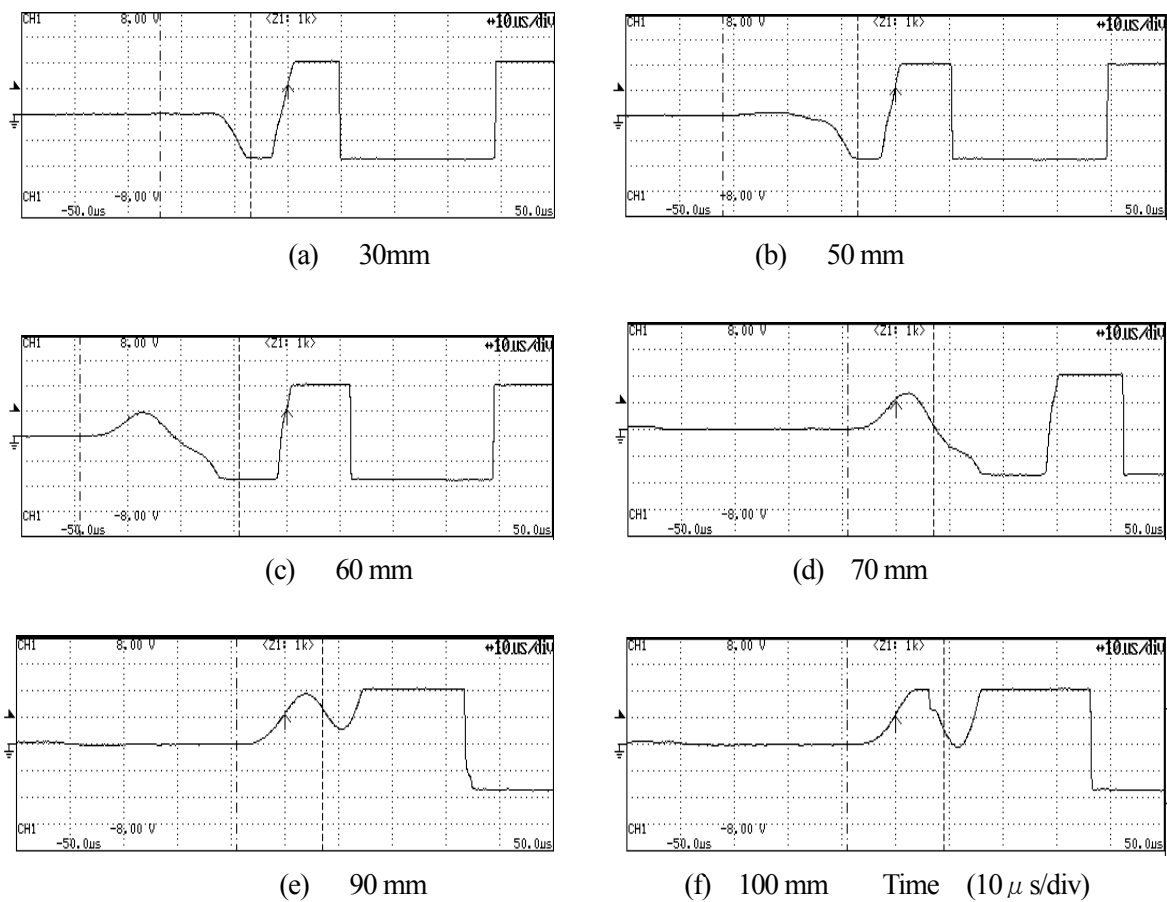 CH1 8.00 V <Z1: 1k> ↔10us/div
CH1 -50.0us -8.00 V 50.0us
(a) 30mm
CH1 8.00 V <Z1: 1k> ↔10us/div
CH1 -50.0us +8.00 V 50.0us
(b) 50 mm
CH1 8.00 V <Z1: 1k> ↔10us/div
CH1 -50.0us -8.00 V 50.0us
(c) 60 mm
CH1 8.00 V <Z1: 1k> ↔10us/div
CH1 -50.0us -8.00 V 50.0us
(d) 70 mm
CH1 8.00 V <Z1: 1k> ↔10us/div
CH1 -50.0us -8.00 V 50.0us
(e) 90 mm
CH1 8.00 V <Z1: 1k> ↔10us/div
CH1 -50.0us -8.00 V 50.0us
(f) 100 mm Time (10 μ s/div)